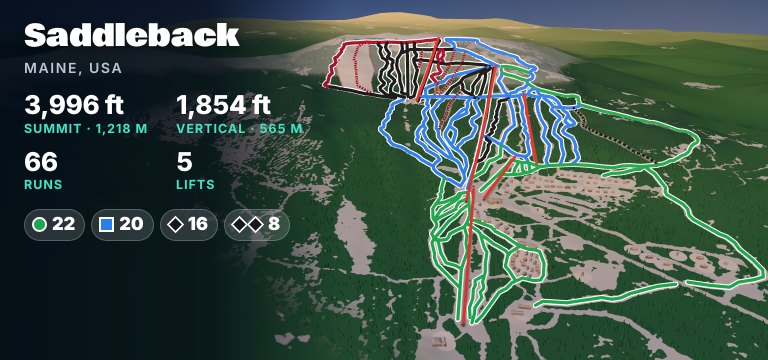 Saddleback
MAINE, USA
3,996 ft 1,854 ft
SUMMIT · 1,218 M VERTICAL · 565 M
66 5
RUNS LIFTS
22 20 16 8